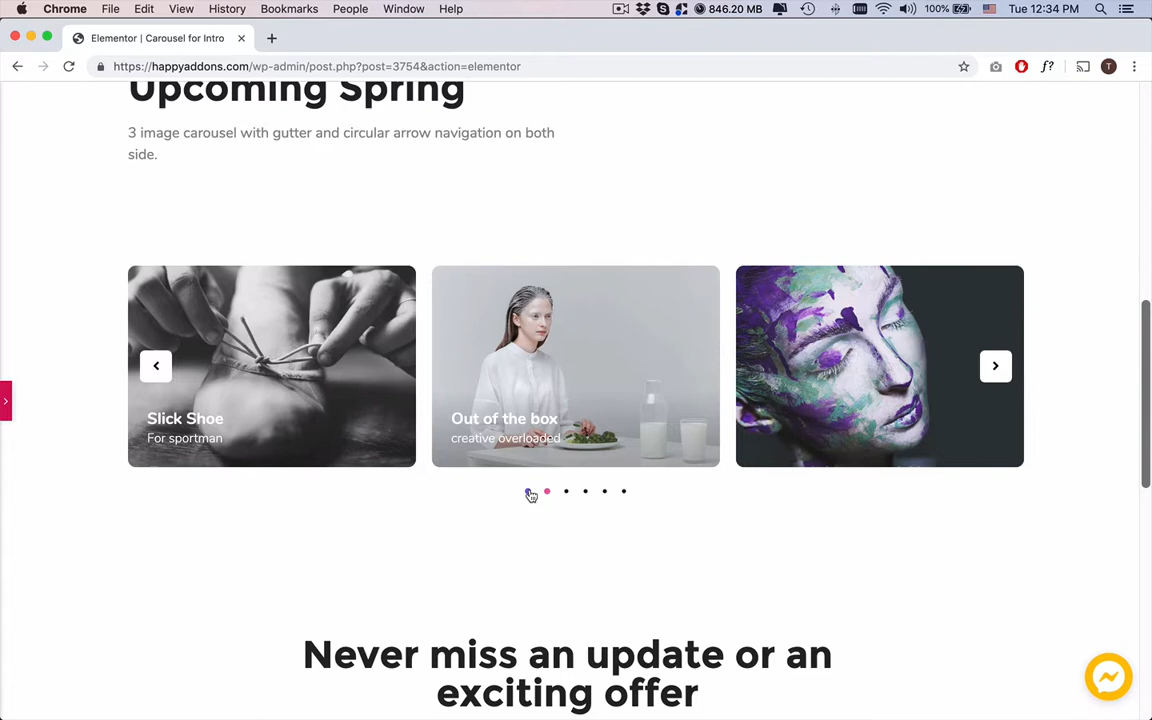 Chrome File Edit View History Bookmarks People Window Help 846.20 MB 100% Tue 12:34 PM
Elementor | Carousel for Intro
https://happyaddons.com/wp-admin/post.php?post=3754&action=elementor
f?
T
Upcoming Spring
3 image carousel with gutter and circular arrow navigation on both
side.
Slick Shoe
For sportman
Out of the box
creative overloaded
Never miss an update or an
exciting offer